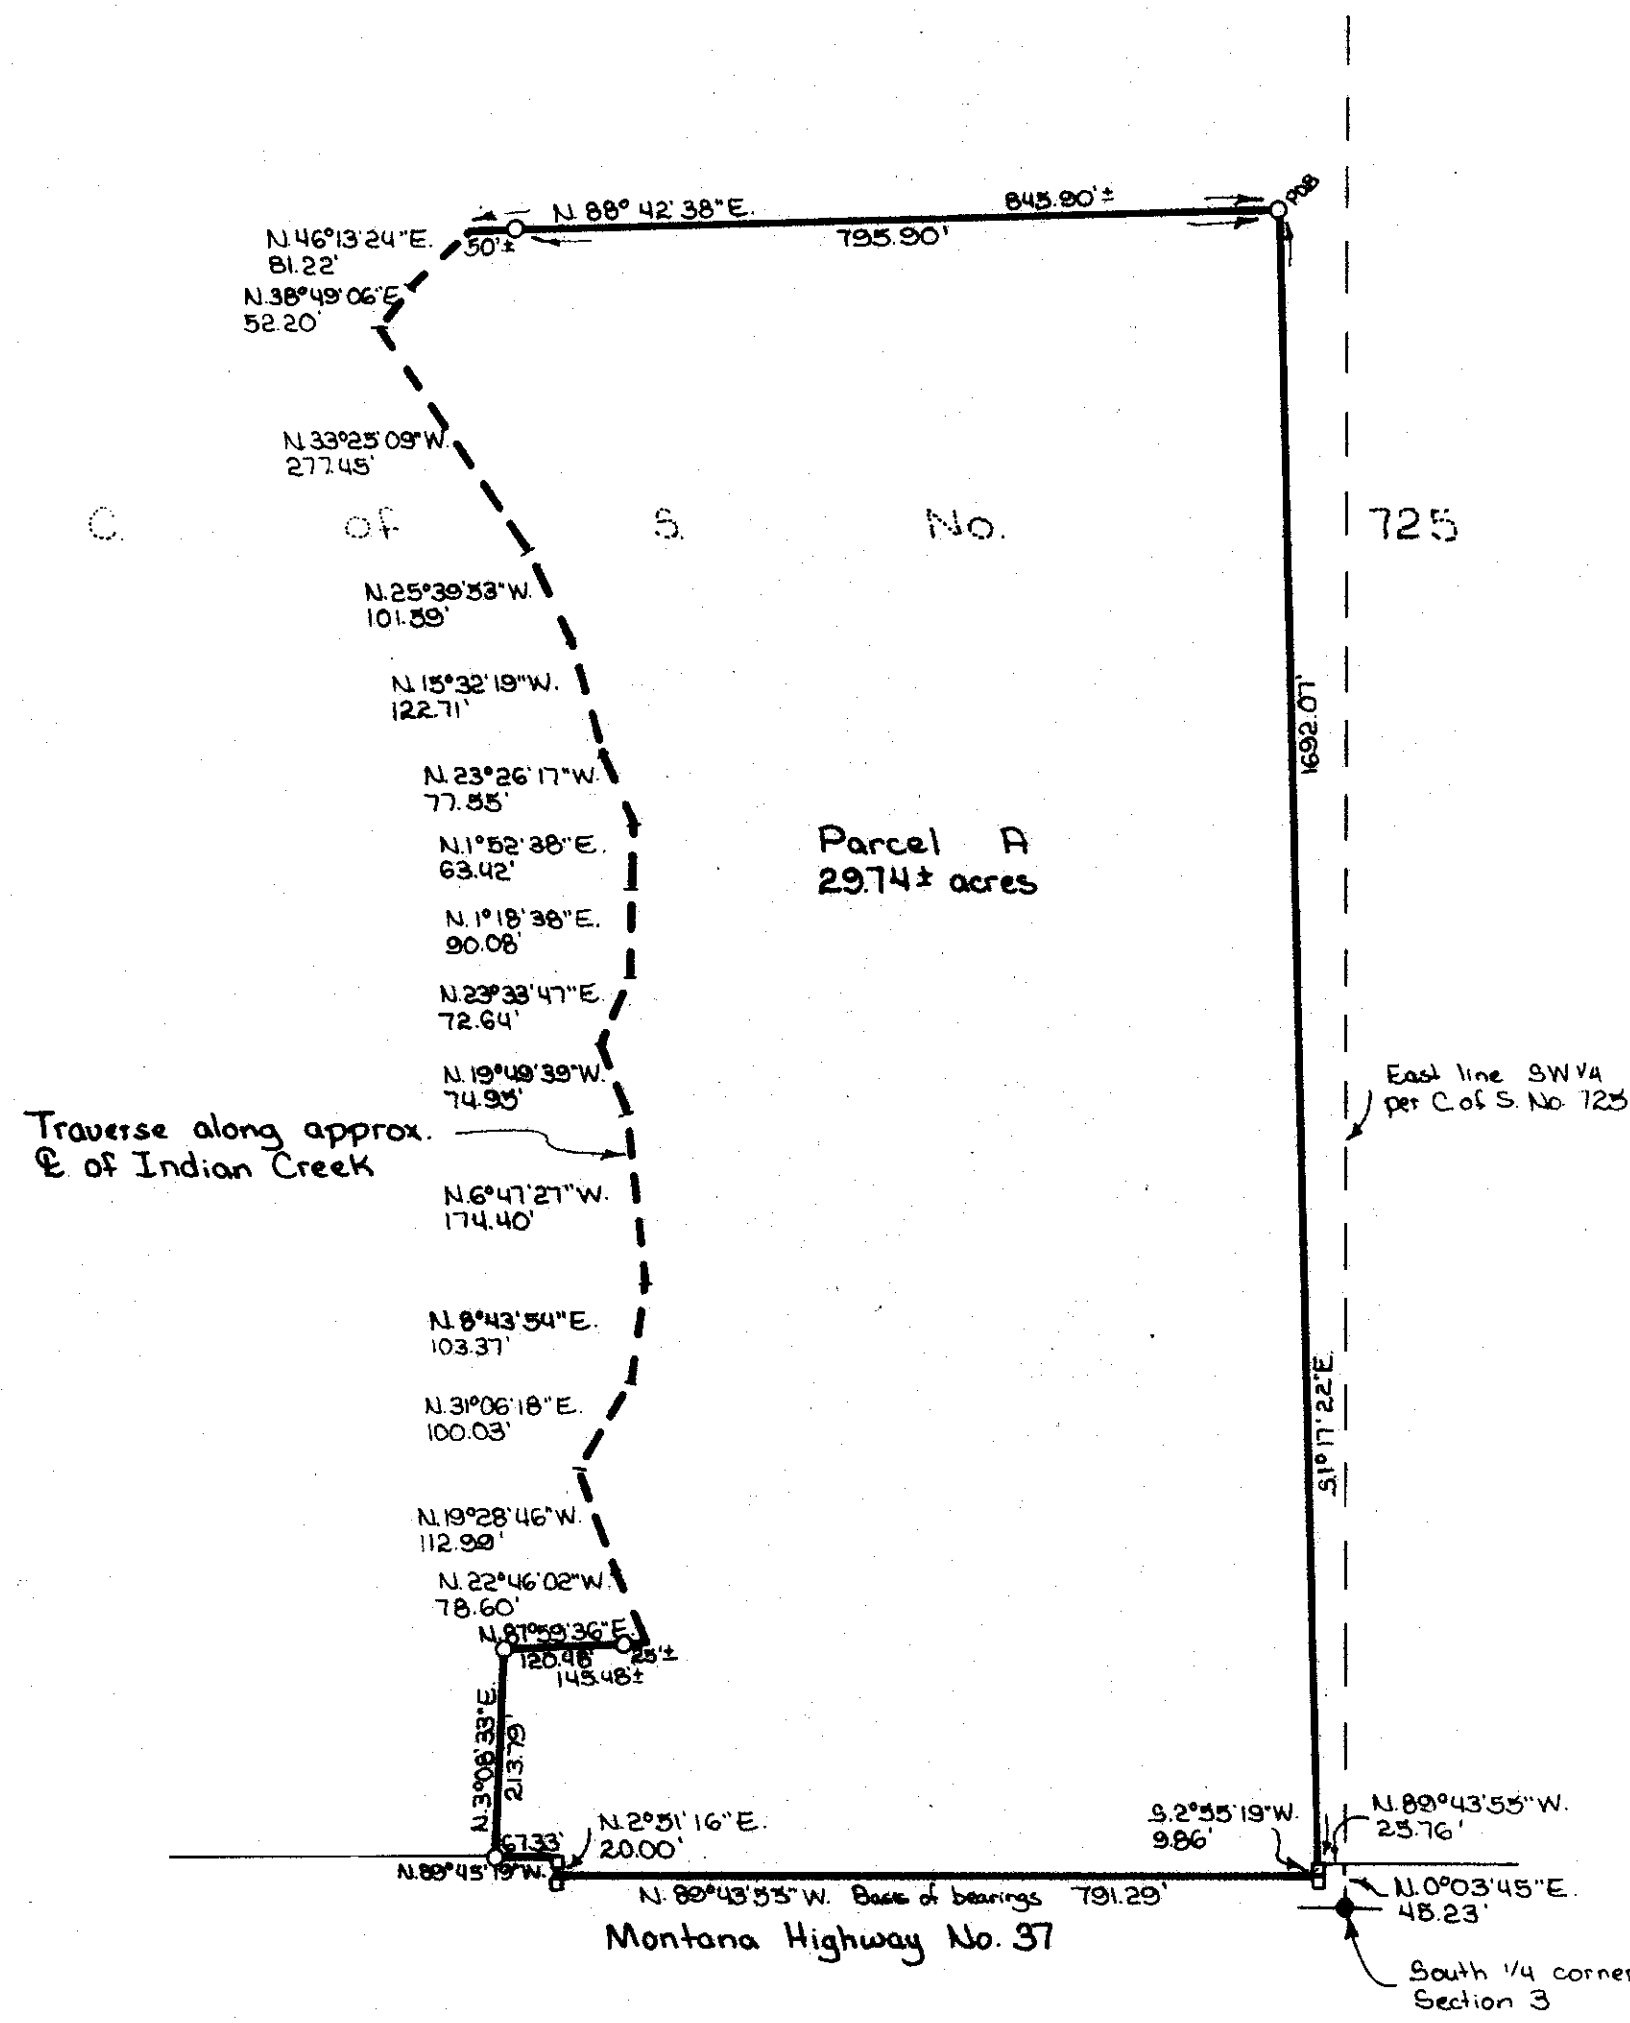 POB
845.90'±
N. 88° 42' 38" E.
795.90'
50'±
N. 46°13'24" E.
81.22'
N. 38°49'06" E
52.20'
N. 33°25'09" W.
277.45'
C. of S. No. 725
N. 25°39'53" W.
101.59'
N. 15°32'19" W.
122.71'
1692.07'
N. 23°26'17" W.
77.55'
Parcel A
29.74± acres
N. 1°52'38" E.
63.42'
N. 1°18'38" E.
90.08'
N. 23°33'47" E.
72.64'
N. 19°49'39" W.
74.95'
East line SW 1/4
per C. of S. No. 725
Traverse along approx.
℄ of Indian Creek
N. 6°47'27" W.
174.40'
N. 8°43'54" E.
103.37'
S. 1° 17' 22" E.
N. 31°06'18" E.
100.03'
N. 19°28'46" W.
112.99'
N. 22°46'02" W.
78.60'
N. 87°59'36" E.
120.48' 25'±
145.48'±
N. 3°08'33" E.
213.79'
S. 2°55'19" W.
9.86'
N. 89°43'55" W.
25.76'
N. 2°51'16" E.
20.00'
67.33'
N. 89°45'19" W.
N. 89°43'55" W. Basis of bearings 791.29'
N. 0°03'45" E.
45.23'
Montana Highway No. 37
South 1/4 corner
Section 3